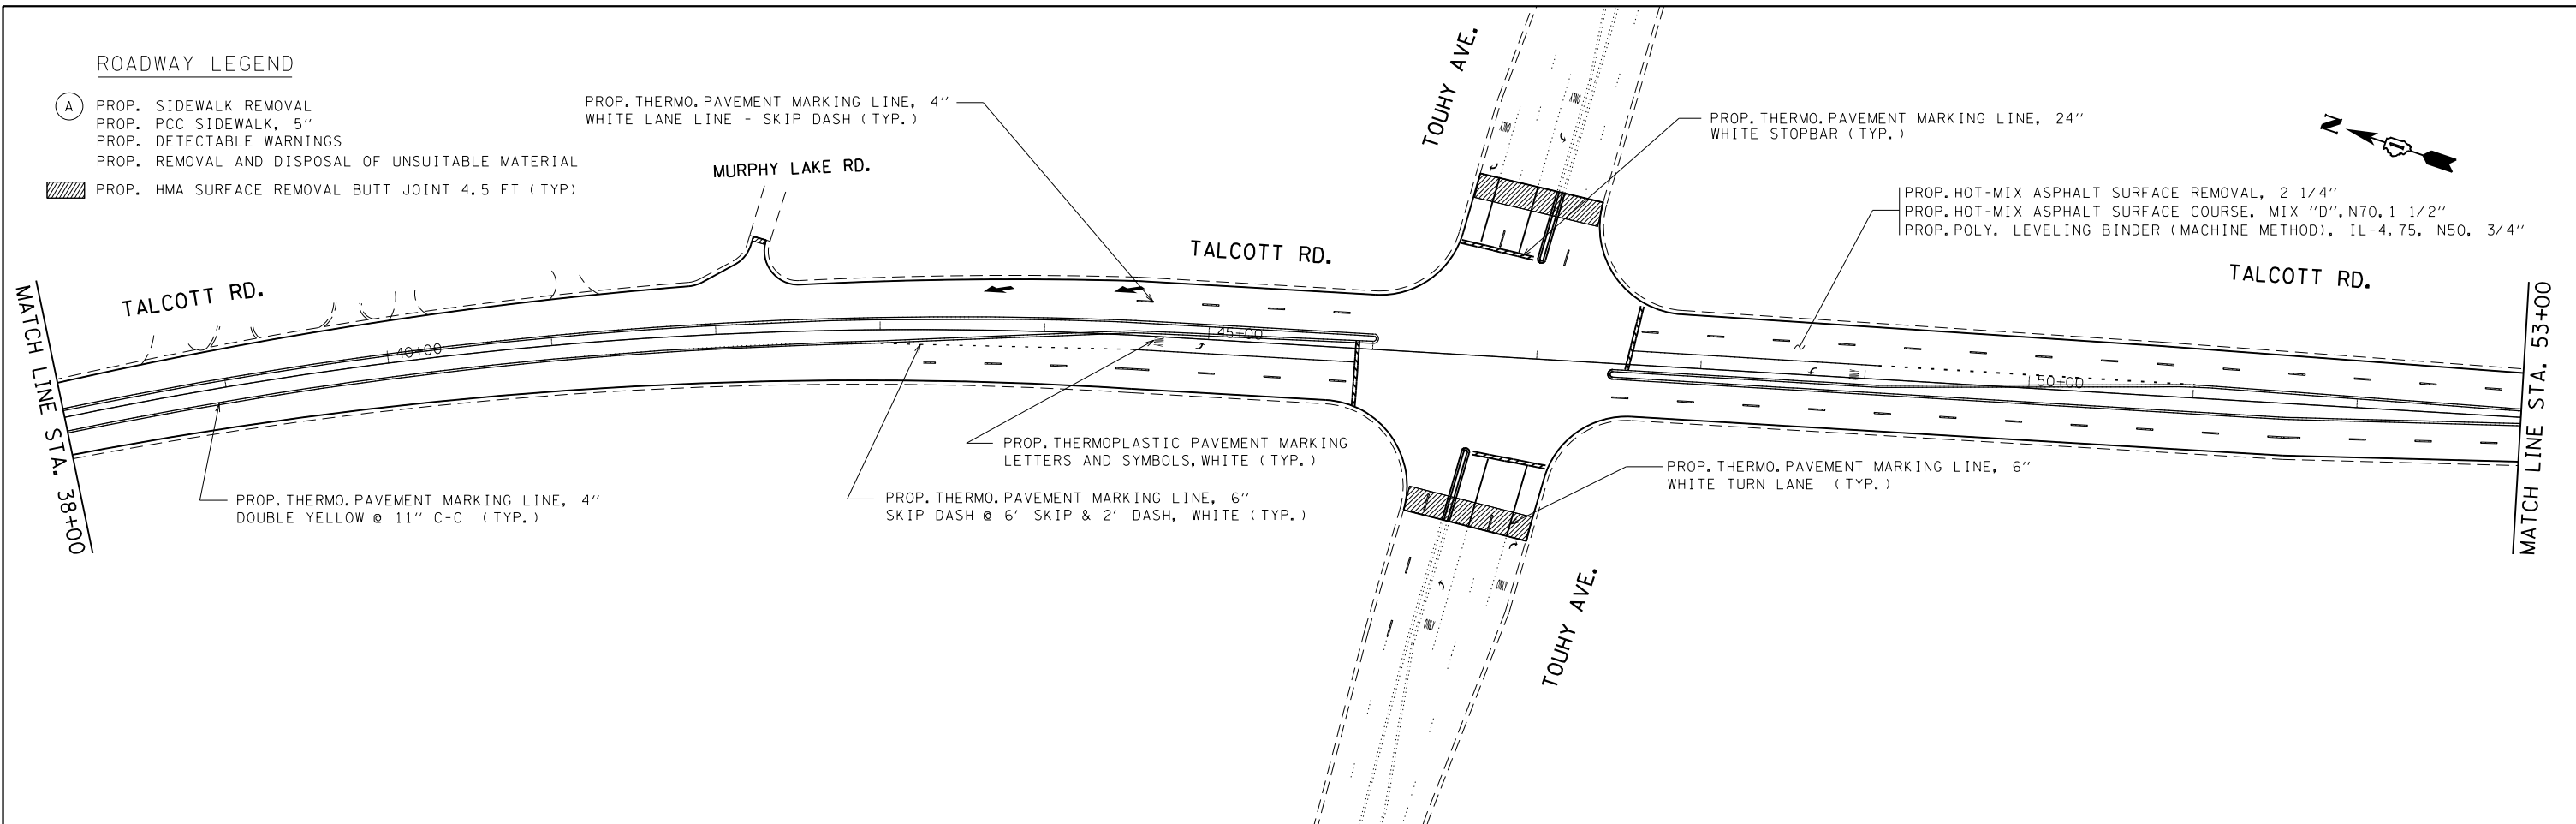 ROADWAY LEGEND
A
PROP. SIDEWALK REMOVAL
PROP. PCC SIDEWALK, 5"
PROP. DETECTABLE WARNINGS
PROP. REMOVAL AND DISPOSAL OF UNSUITABLE MATERIAL
PROP. HMA SURFACE REMOVAL BUTT JOINT 4.5 FT (TYP)
PROP. THERMO. PAVEMENT MARKING LINE, 4"
WHITE LANE LINE - SKIP DASH (TYP.)
MURPHY LAKE RD.
TOUHY AVE.
PROP. THERMO. PAVEMENT MARKING LINE, 24"
WHITE STOPBAR (TYP.)
N
PROP. HOT-MIX ASPHALT SURFACE REMOVAL, 2 1/4"
PROP. HOT-MIX ASPHALT SURFACE COURSE, MIX "D", N70, 1 1/2"
PROP. POLY. LEVELING BINDER (MACHINE METHOD), IL-4.75, N50, 3/4"
TALCOTT RD.
TALCOTT RD.
TALCOTT RD.
MATCH LINE STA. 38+00
40+00
45+00
50+00
MATCH LINE STA. 53+00
ONLY
ONLY
ONLY
ONLY
ONLY
ONLY
PROP. THERMOPLASTIC PAVEMENT MARKING
LETTERS AND SYMBOLS, WHITE (TYP.)
PROP. THERMO. PAVEMENT MARKING LINE, 4"
DOUBLE YELLOW @ 11" C-C (TYP.)
PROP. THERMO. PAVEMENT MARKING LINE, 6"
SKIP DASH @ 6' SKIP & 2' DASH, WHITE (TYP.)
PROP. THERMO. PAVEMENT MARKING LINE, 6"
WHITE TURN LANE (TYP.)
TOUHY AVE.